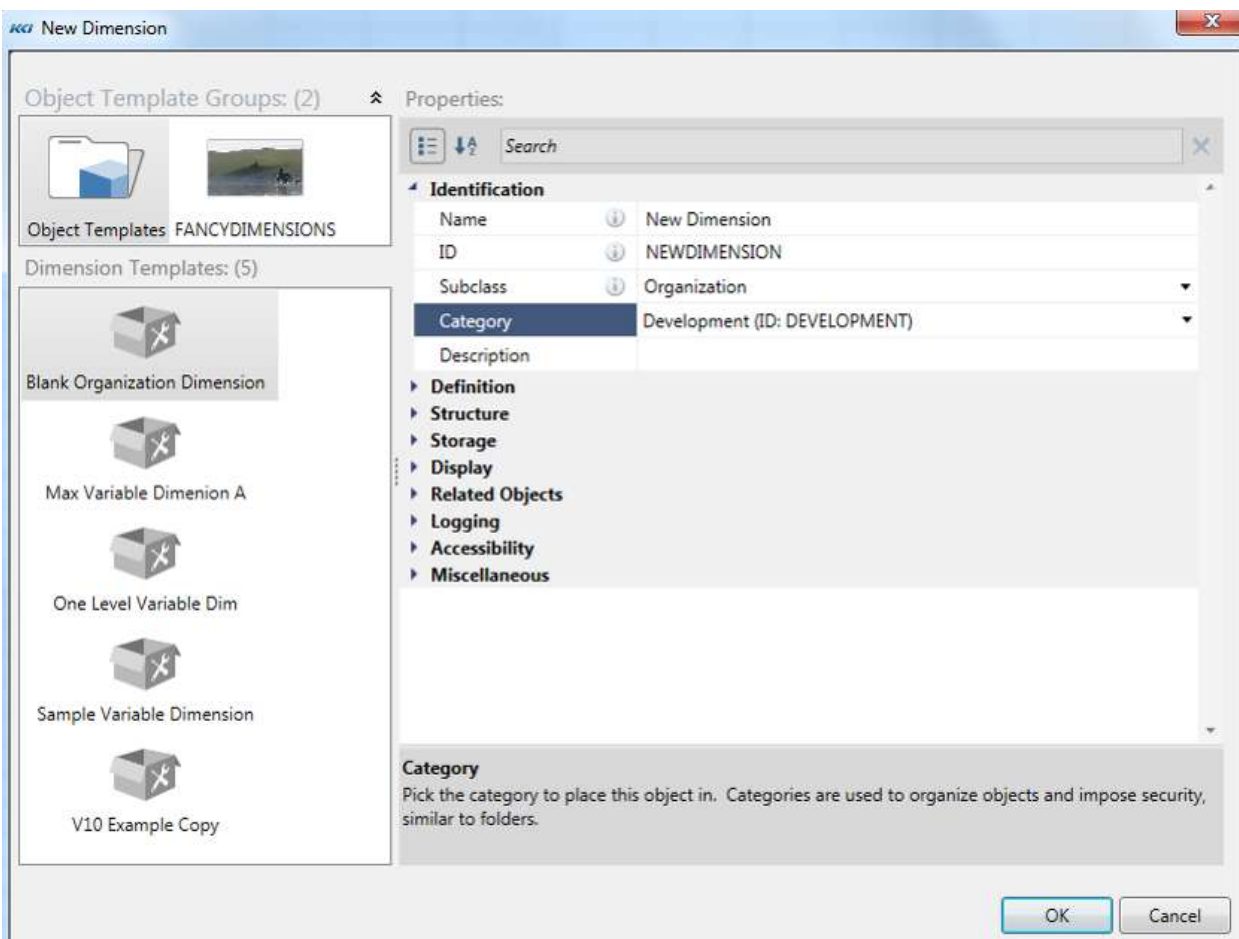 KCI New Dimension
Object Template Groups: (2)
Object Templates FANCYDIMENSIONS
Dimension Templates: (5)
Blank Organization Dimension
Max Variable Dimenion A
One Level Variable Dim
Sample Variable Dimension
V10 Example Copy
Properties:
Search
Identification
Name New Dimension
ID NEWDIMENSION
Subclass Organization
Category Development (ID: DEVELOPMENT)
Description
Definition
Structure
Storage
Display
Related Objects
Logging
Accessibility
Miscellaneous
Category
Pick the category to place this object in. Categories are used to organize objects and impose security,
similar to folders.
OK Cancel